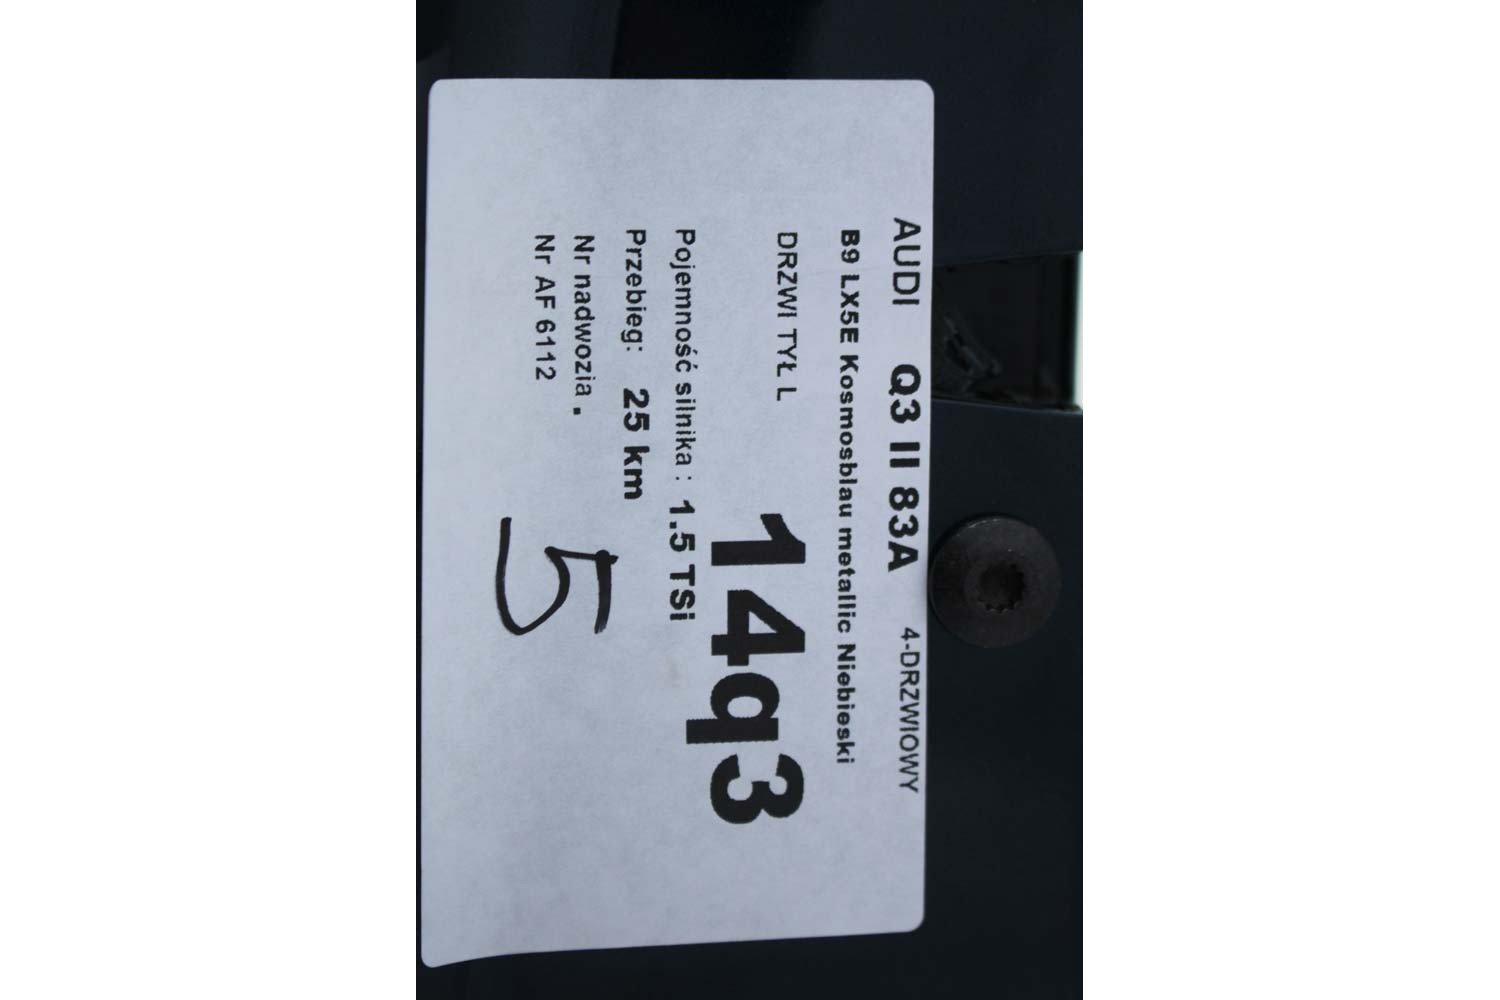 AUDI Q3 II 83A 4-DRZWIOWY
B9 LX5E Kosmosblau metallic Niebieski
DRZWI TYŁ L
14q3
Pojemność silnika : 1.5 TSi
Przebieg: 25 km
Nr nadwozia .
Nr AF 6112
5